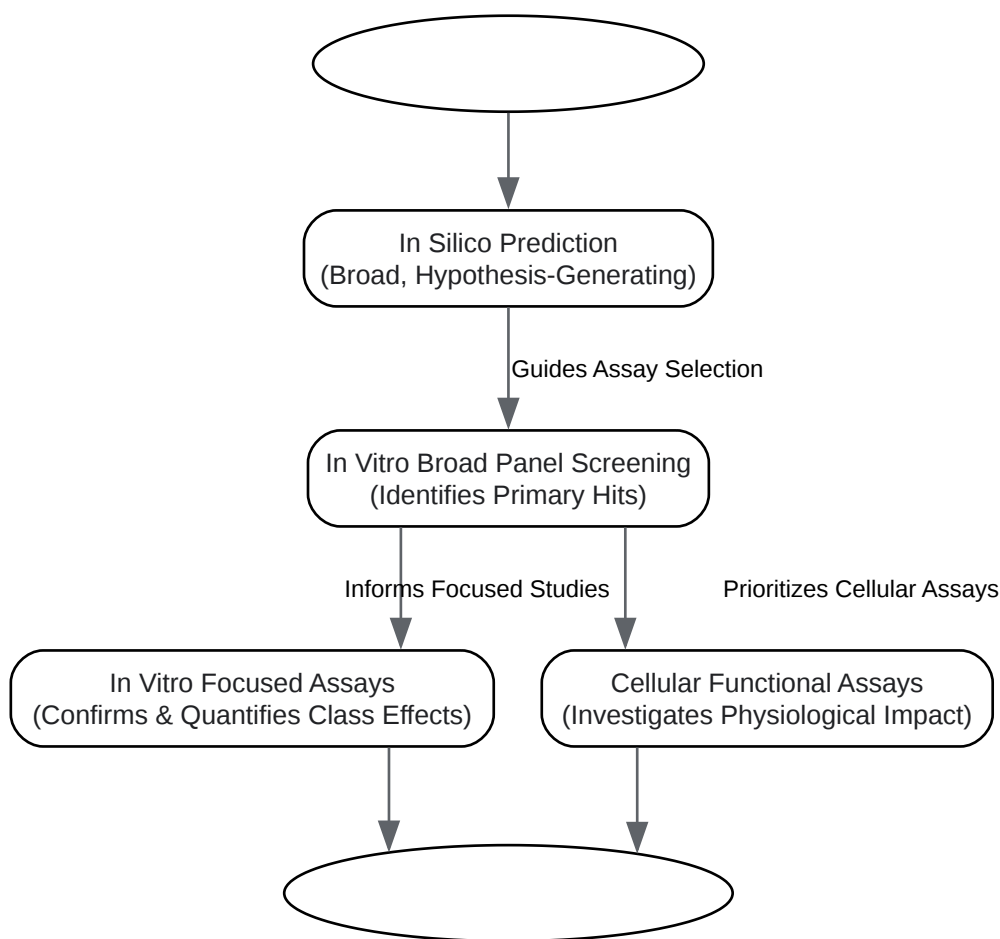 In Silico Prediction
(Broad, Hypothesis-Generating)
Guides Assay Selection
In Vitro Broad Panel Screening
(Identifies Primary Hits)
Informs Focused Studies
Prioritizes Cellular Assays
In Vitro Focused Assays
(Confirms & Quantifies Class Effects)
Cellular Functional Assays
(Investigates Physiological Impact)